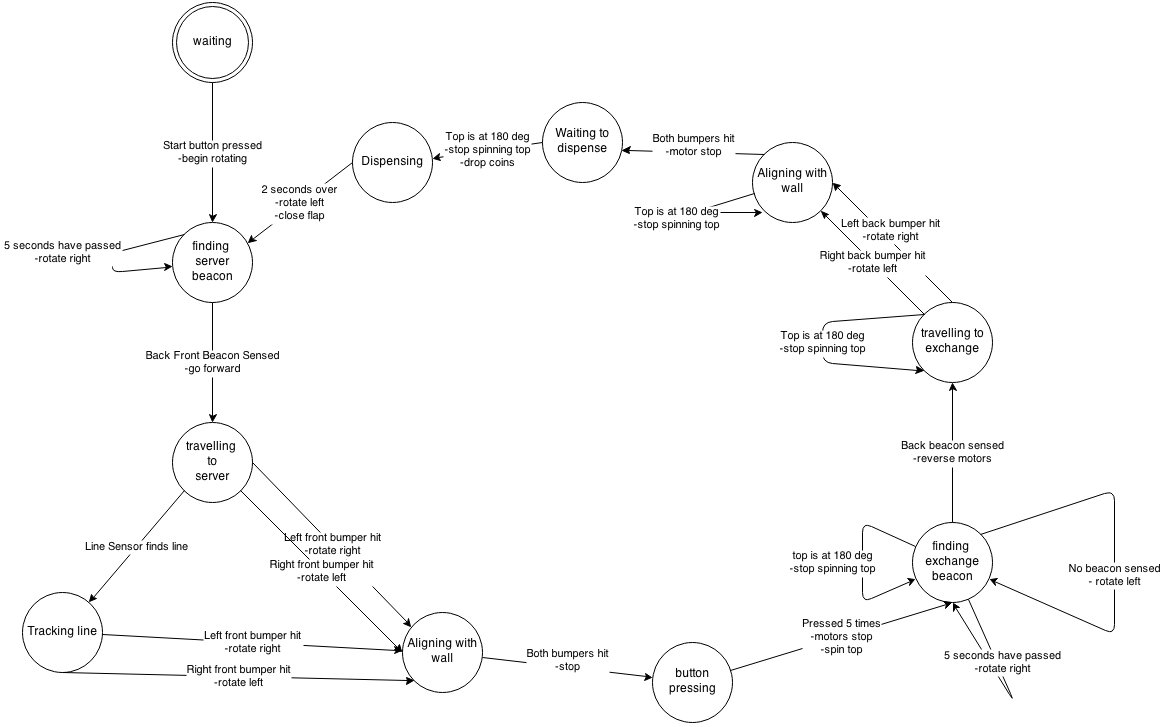 waiting
Start button pressed
-begin rotating
Dispensing
Top is at 180 deg
-stop spinning top
-drop coins
Waiting to
dispense
Both bumpers hit
-motor stop
Aligning with
wall
Top is at 180 deg
-stop spinning top
2 seconds over
-rotate left
-close flap
5 seconds have passed
-rotate right
finding
server
beacon
Left back bumper hit
-rotate right
Right back bumper hit
-rotate left
Top is at 180 deg
-stop spinning top
travelling to
exchange
Back Front Beacon Sensed
-go forward
travelling
to
server
Back beacon sensed
-reverse motors
Line Sensor finds line
Left front bumper hit
-rotate right
Right front bumper hit
-rotate left
top is at 180 deg
-stop spinning top
finding
exchange
beacon
No beacon sensed
- rotate left
Tracking line
Left front bumper hit
-rotate right
Right front bumper hit
-rotate left
Aligning with
wall
Both bumpers hit
-stop
button
pressing
Pressed 5 times
-motors stop
-spin top
5 seconds have passed
-rotate right